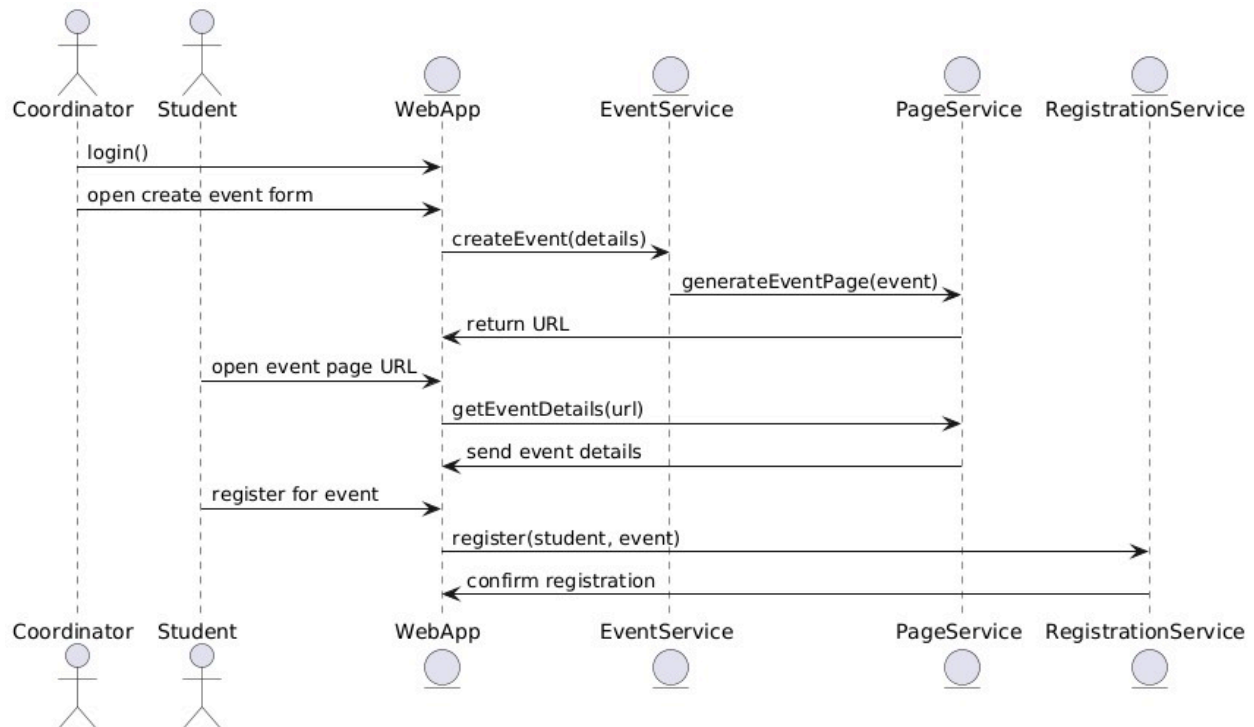 Coordinator Student WebApp EventService PageService RegistrationService
login()
open create event form
createEvent(details)
generateEventPage(event)
return URL
open event page URL
getEventDetails(url)
send event details
register for event
register(student, event)
confirm registration
Coordinator Student WebApp EventService PageService RegistrationService